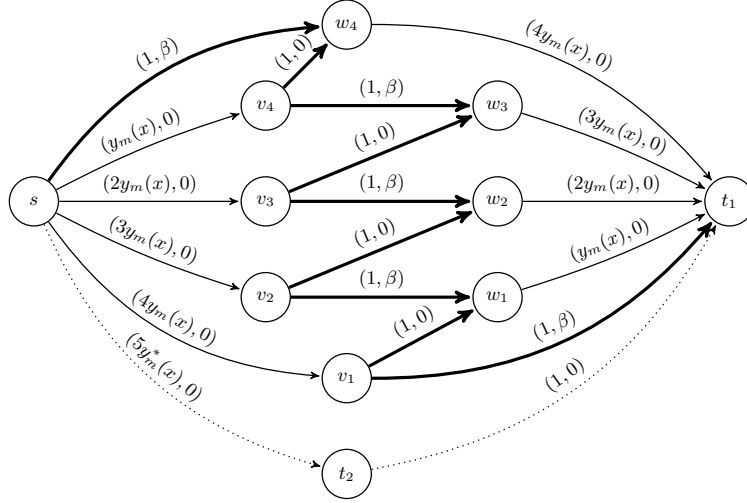 w₄
(1, β)
(1, 0)
(4yₘ(x), 0)
v₄
(1, β)
w₃
(yₘ(x), 0)
(1, 0)
(3yₘ(x), 0)
s
(2yₘ(x), 0)
v₃
(1, β)
w₂
(2yₘ(x), 0)
t₁
(3yₘ(x), 0)
(1, 0)
(yₘ(x), 0)
v₂
(1, β)
w₁
(4yₘ(x), 0)
(1, 0)
(1, β)
v₁
(5y*ₘ(x), 0)
(1, 0)
t₂